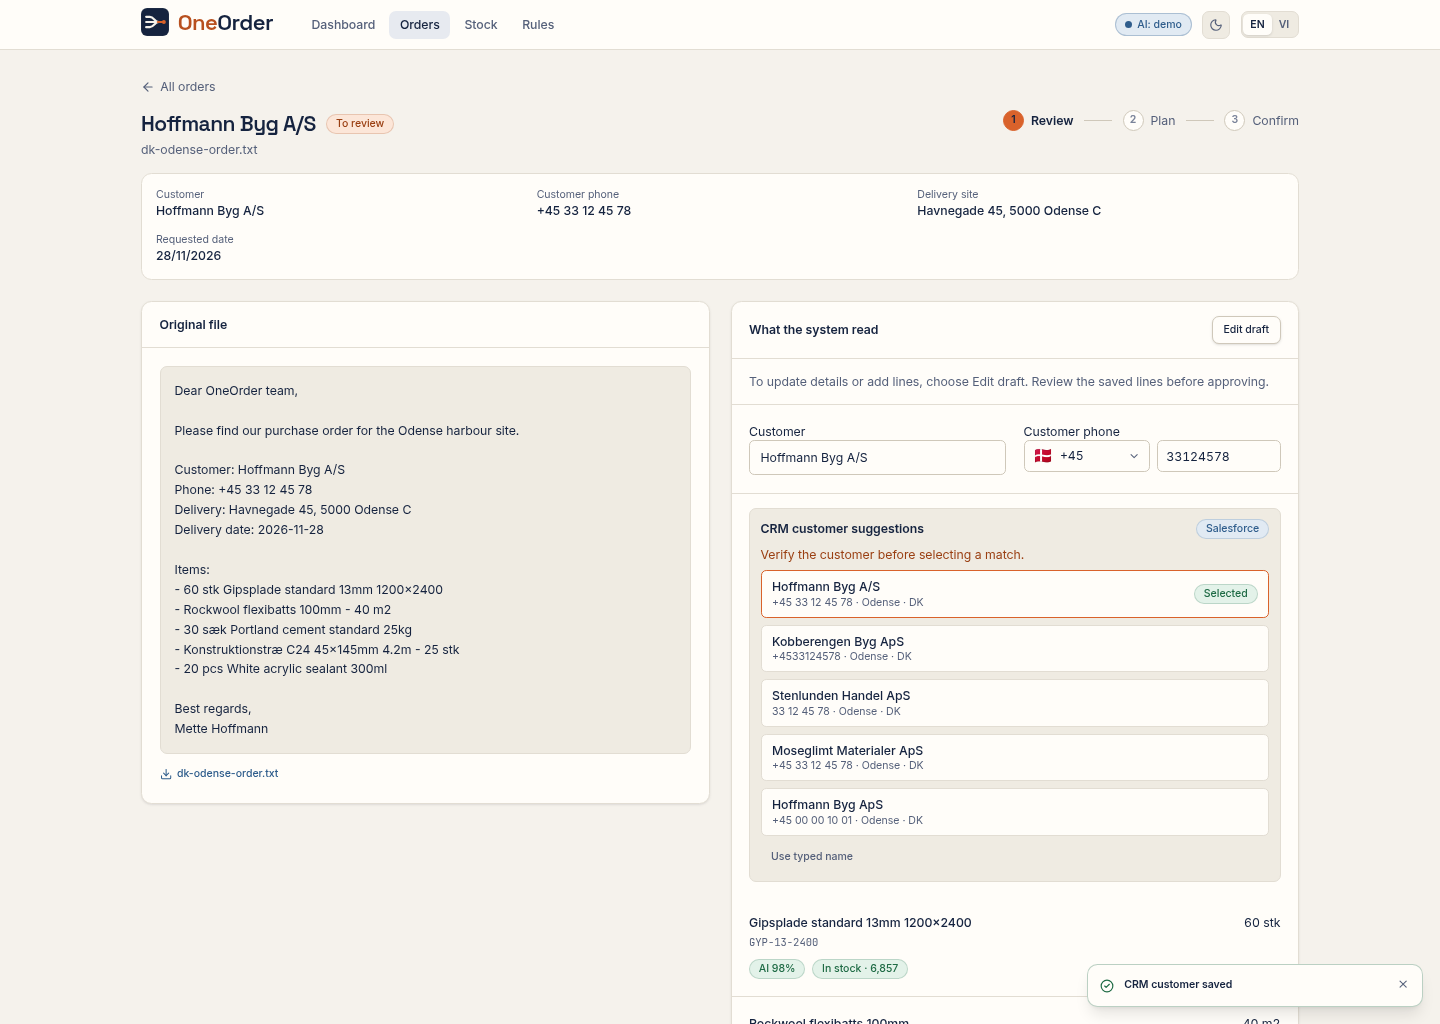 OneOrder
Dashboard
Orders
Stock
Rules
AI: demo
EN
VI
All orders
Hoffmann Byg A/S
To review
1
Review
2
Plan
3
Confirm
dk-odense-order.txt
Customer
Hoffmann Byg A/S
Customer phone
+45 33 12 45 78
Delivery site
Havnegade 45, 5000 Odense C
Requested date
28/11/2026
Original file
Dear OneOrder team,
Please find our purchase order for the Odense harbour site.
Customer: Hoffmann Byg A/S
Phone: +45 33 12 45 78
Delivery: Havnegade 45, 5000 Odense C
Delivery date: 2026-11-28
Items:
- 60 stk Gipsplade standard 13mm 1200×2400
- Rockwool flexibatts 100mm - 40 m2
- 30 sæk Portland cement standard 25kg
- Konstruktionstræ C24 45×145mm 4.2m - 25 stk
- 20 pcs White acrylic sealant 300ml
Best regards,
Mette Hoffmann
dk-odense-order.txt
What the system read
Edit draft
To update details or add lines, choose Edit draft. Review the saved lines before approving.
Customer
Hoffmann Byg A/S
Customer phone
+45
33124578
CRM customer suggestions
Salesforce
Verify the customer before selecting a match.
Hoffmann Byg A/S
+45 33 12 45 78 · Odense · DK
Selected
Kobberengen Byg ApS
+4533124578 · Odense · DK
Stenlunden Handel ApS
33 12 45 78 · Odense · DK
Moseglimt Materialer ApS
+45 33 12 45 78 · Odense · DK
Hoffmann Byg ApS
+45 00 00 10 01 · Odense · DK
Use typed name
Gipsplade standard 13mm 1200×2400
60 stk
GYP-13-2400
AI 98%
In stock · 6,857
CRM customer saved
Rockwool flexibatts 100mm
40 m2